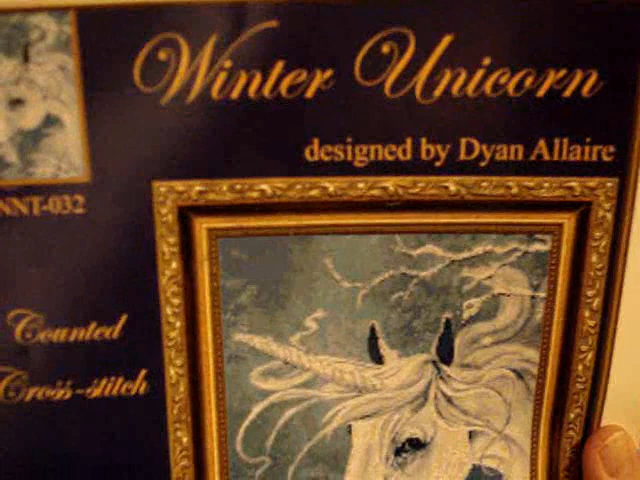 Winter Unicorn
designed by Dyan Allaire
NNT-032
Counted
Cross-stitch